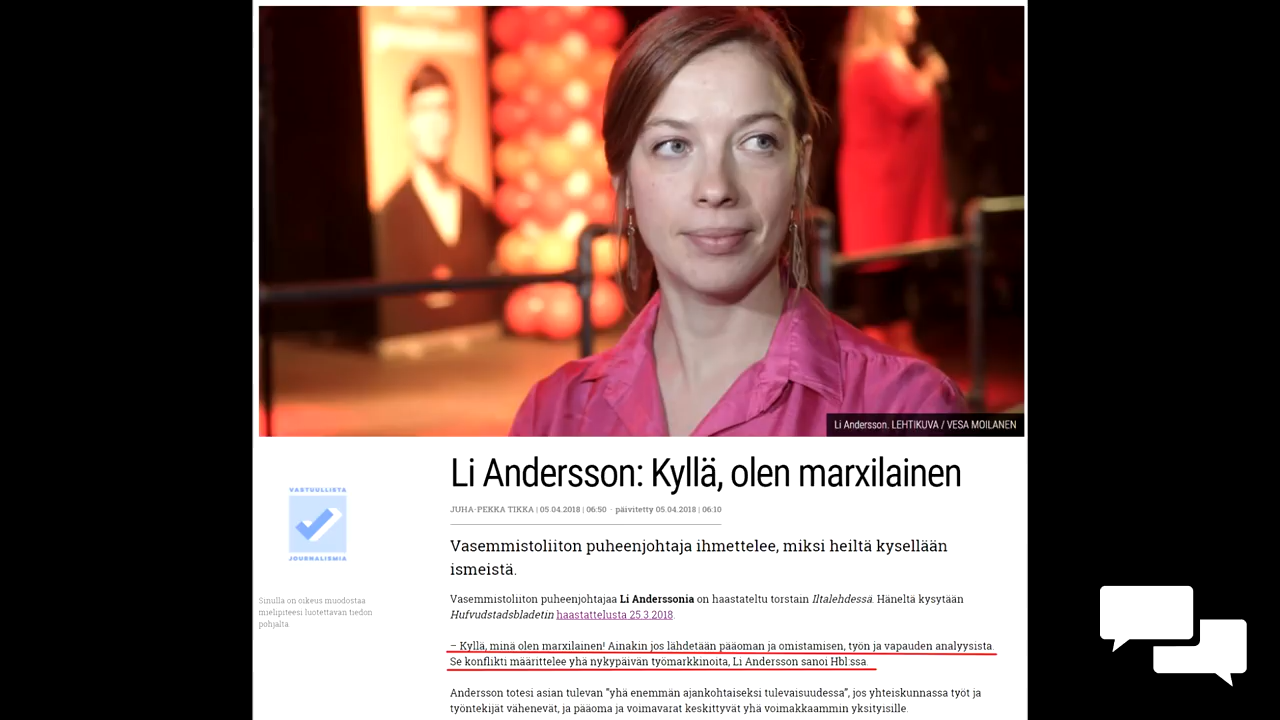 Li Andersson. LEHTIKUVA / VESA MOILANEN
Li Andersson: Kyllä, olen marxilainen
JUHA-PEKKA TIKKA | 05.04.2018 | 06:50 - päivitetty 05.04.2018 | 06:10
VASTUULLISTA
JOURNALISMIA
Sinulla on oikeus muodostaa
mielipiteesi luotettavan tiedon
pohjalta.
Vasemmistoliiton puheenjohtaja ihmettelee, miksi heiltä kysellään
ismeistä.
Vasemmistoliiton puheenjohtajaa Li Anderssonia on haastateltu torstain Iltalehdessä. Häneltä kysytään
Hufvudstadsbladetin haastattelusta 25.3.2018.
– Kyllä, minä olen marxilainen! Ainakin jos lähdetään pääoman ja omistamisen, työn ja vapauden analyysista.
Se konflikti määrittelee yhä nykypäivän työmarkkinoita, Li Andersson sanoi Hbl:ssa.
Andersson totesi asian tulevan ”yhä enemmän ajankohtaiseksi tulevaisuudessa”, jos yhteiskunnassa työt ja
työntekijät vähenevät, ja pääoma ja voimavarat keskittyvät yhä voimakkaammin yksityisille.